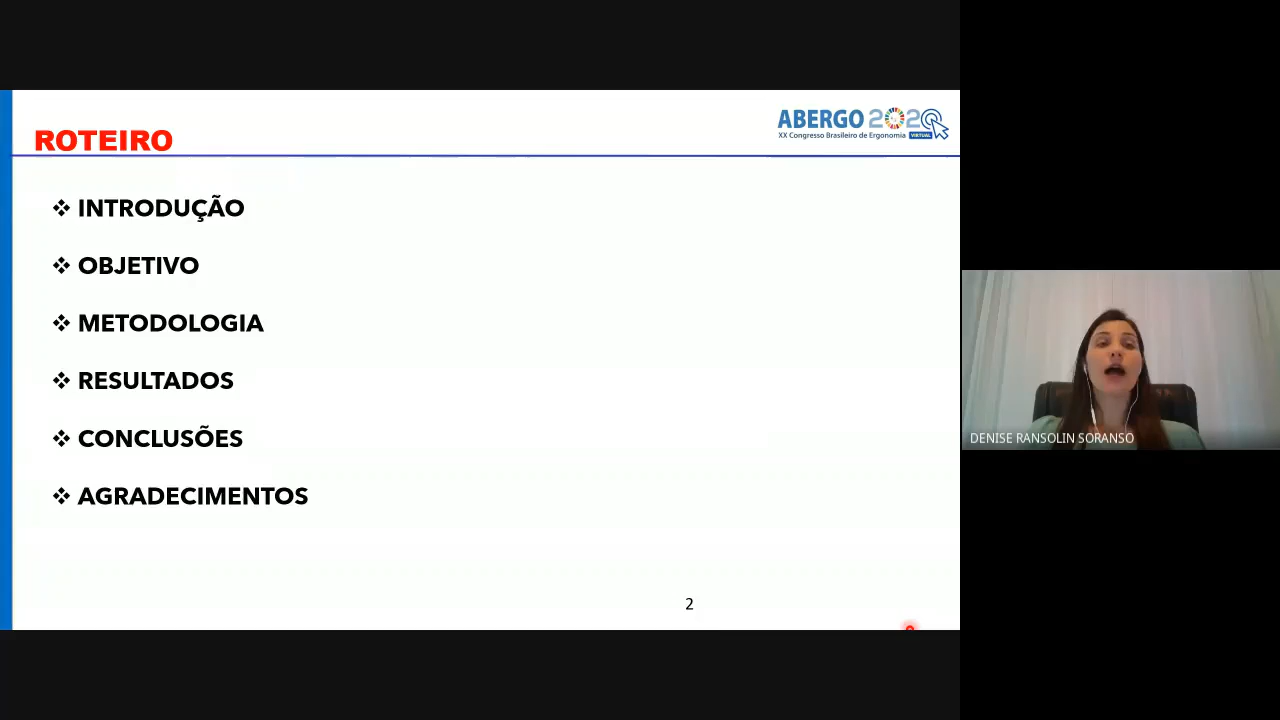 ROTEIRO
ABERGO 2020
XX Congresso Brasileiro de Ergonomia VIRTUAL
❖ INTRODUÇÃO
❖ OBJETIVO
❖ METODOLOGIA
❖ RESULTADOS
❖ CONCLUSÕES
❖ AGRADECIMENTOS
2
DENISE RANSOLIN SORANSO